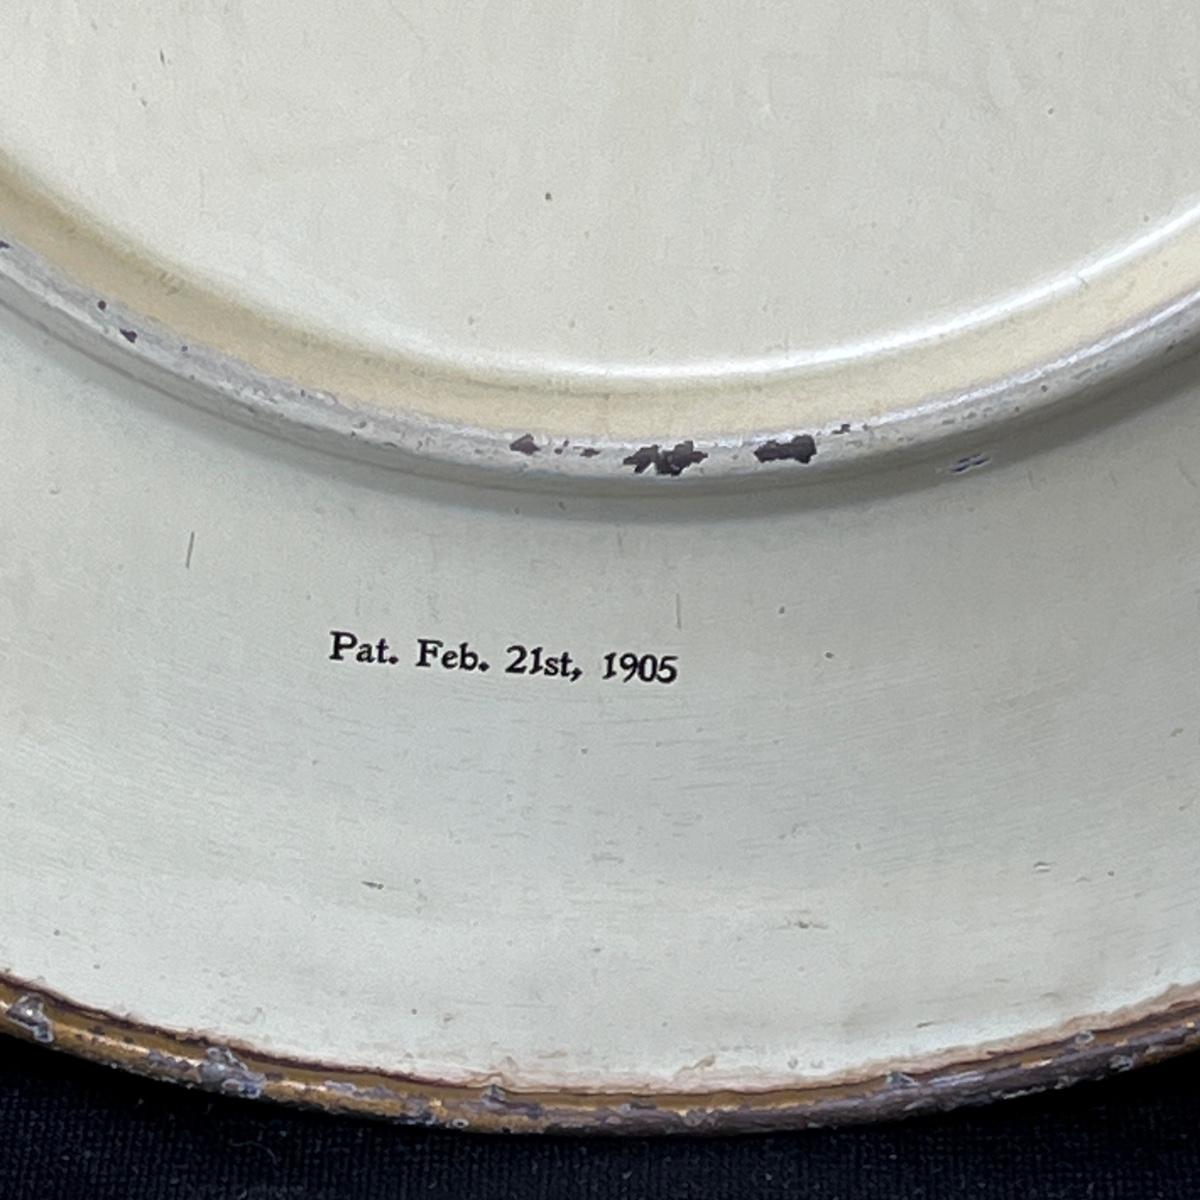 Pat. Feb. 21st, 1905